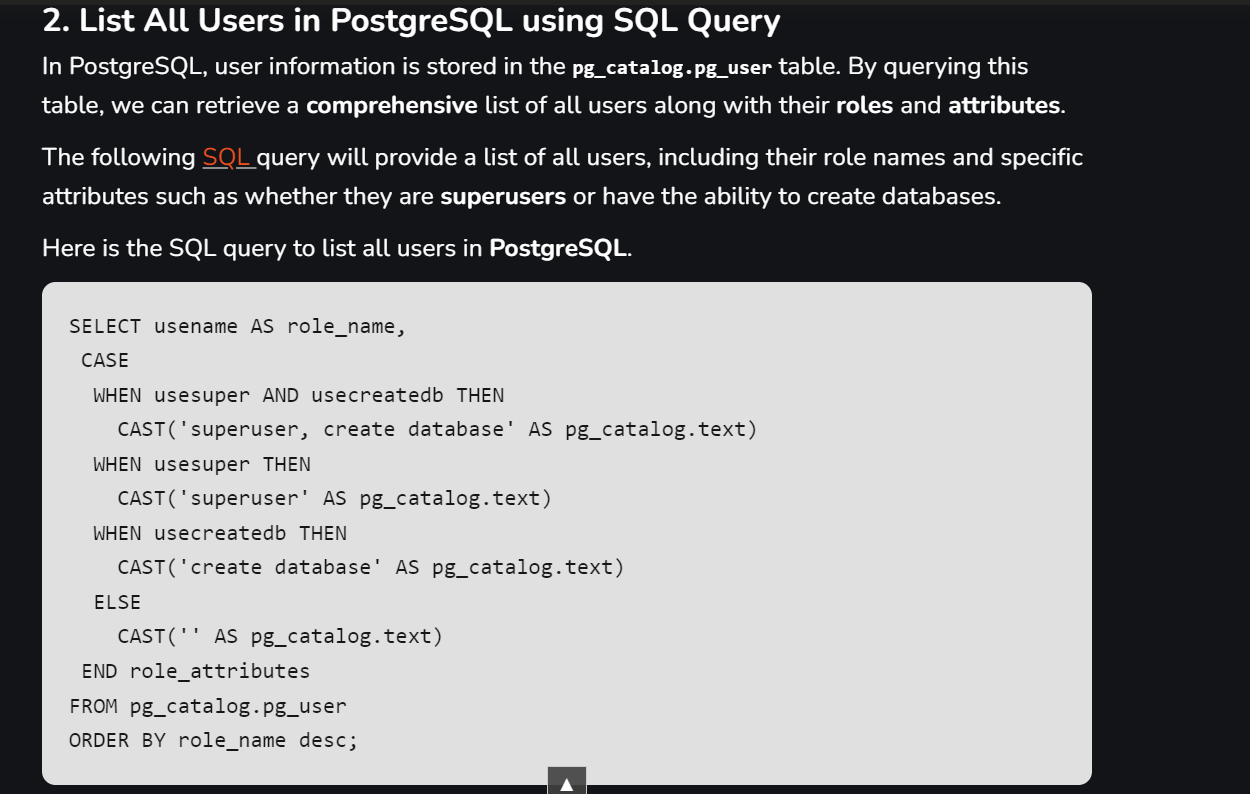 2. List All Users in PostgreSQL using SQL Query
In PostgreSQL, user information is stored in the pg_catalog.pg_user table. By querying this
table, we can retrieve a comprehensive list of all users along with their roles and attributes.
The following SQL query will provide a list of all users, including their role names and specific
attributes such as whether they are superusers or have the ability to create databases.
Here is the SQL query to list all users in PostgreSQL.
SELECT usename AS role_name,
 CASE
  WHEN usesuper AND usecreatedb THEN
    CAST('superuser, create database' AS pg_catalog.text)
  WHEN usesuper THEN
    CAST('superuser' AS pg_catalog.text)
  WHEN usecreatedb THEN
    CAST('create database' AS pg_catalog.text)
  ELSE
    CAST('' AS pg_catalog.text)
 END role_attributes
FROM pg_catalog.pg_user
ORDER BY role_name desc;